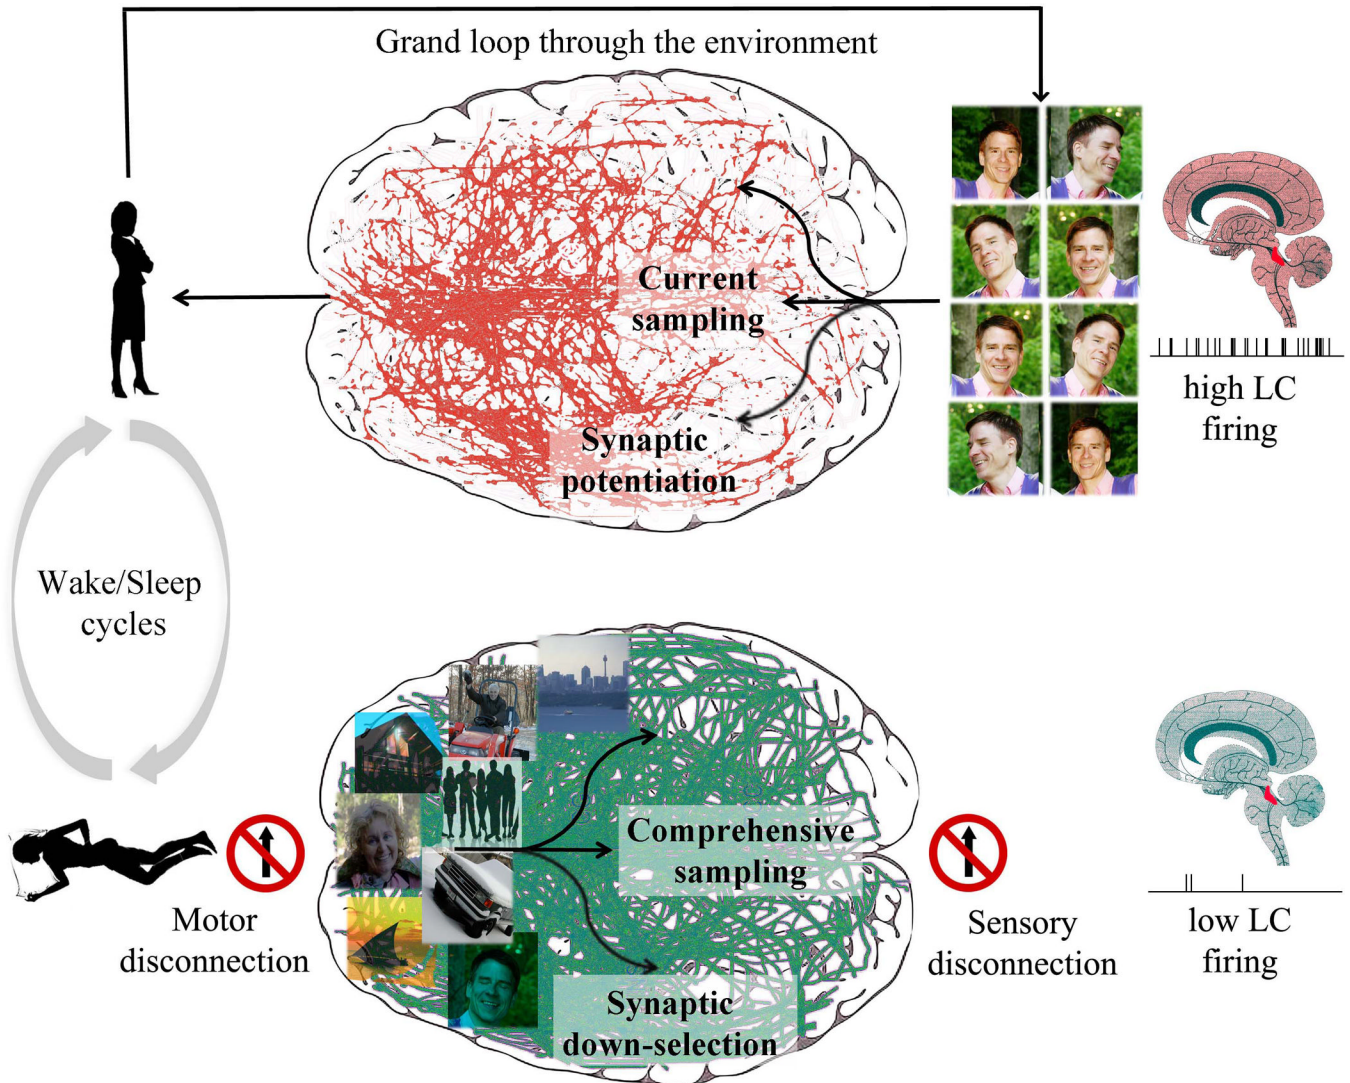 Grand loop through the environment
Current
sampling
Synaptic
potentiation
high LC
firing
Wake/Sleep
cycles
Comprehensive
sampling
Motor
disconnection
Sensory
disconnection
low LC
firing
Synaptic
down-selection